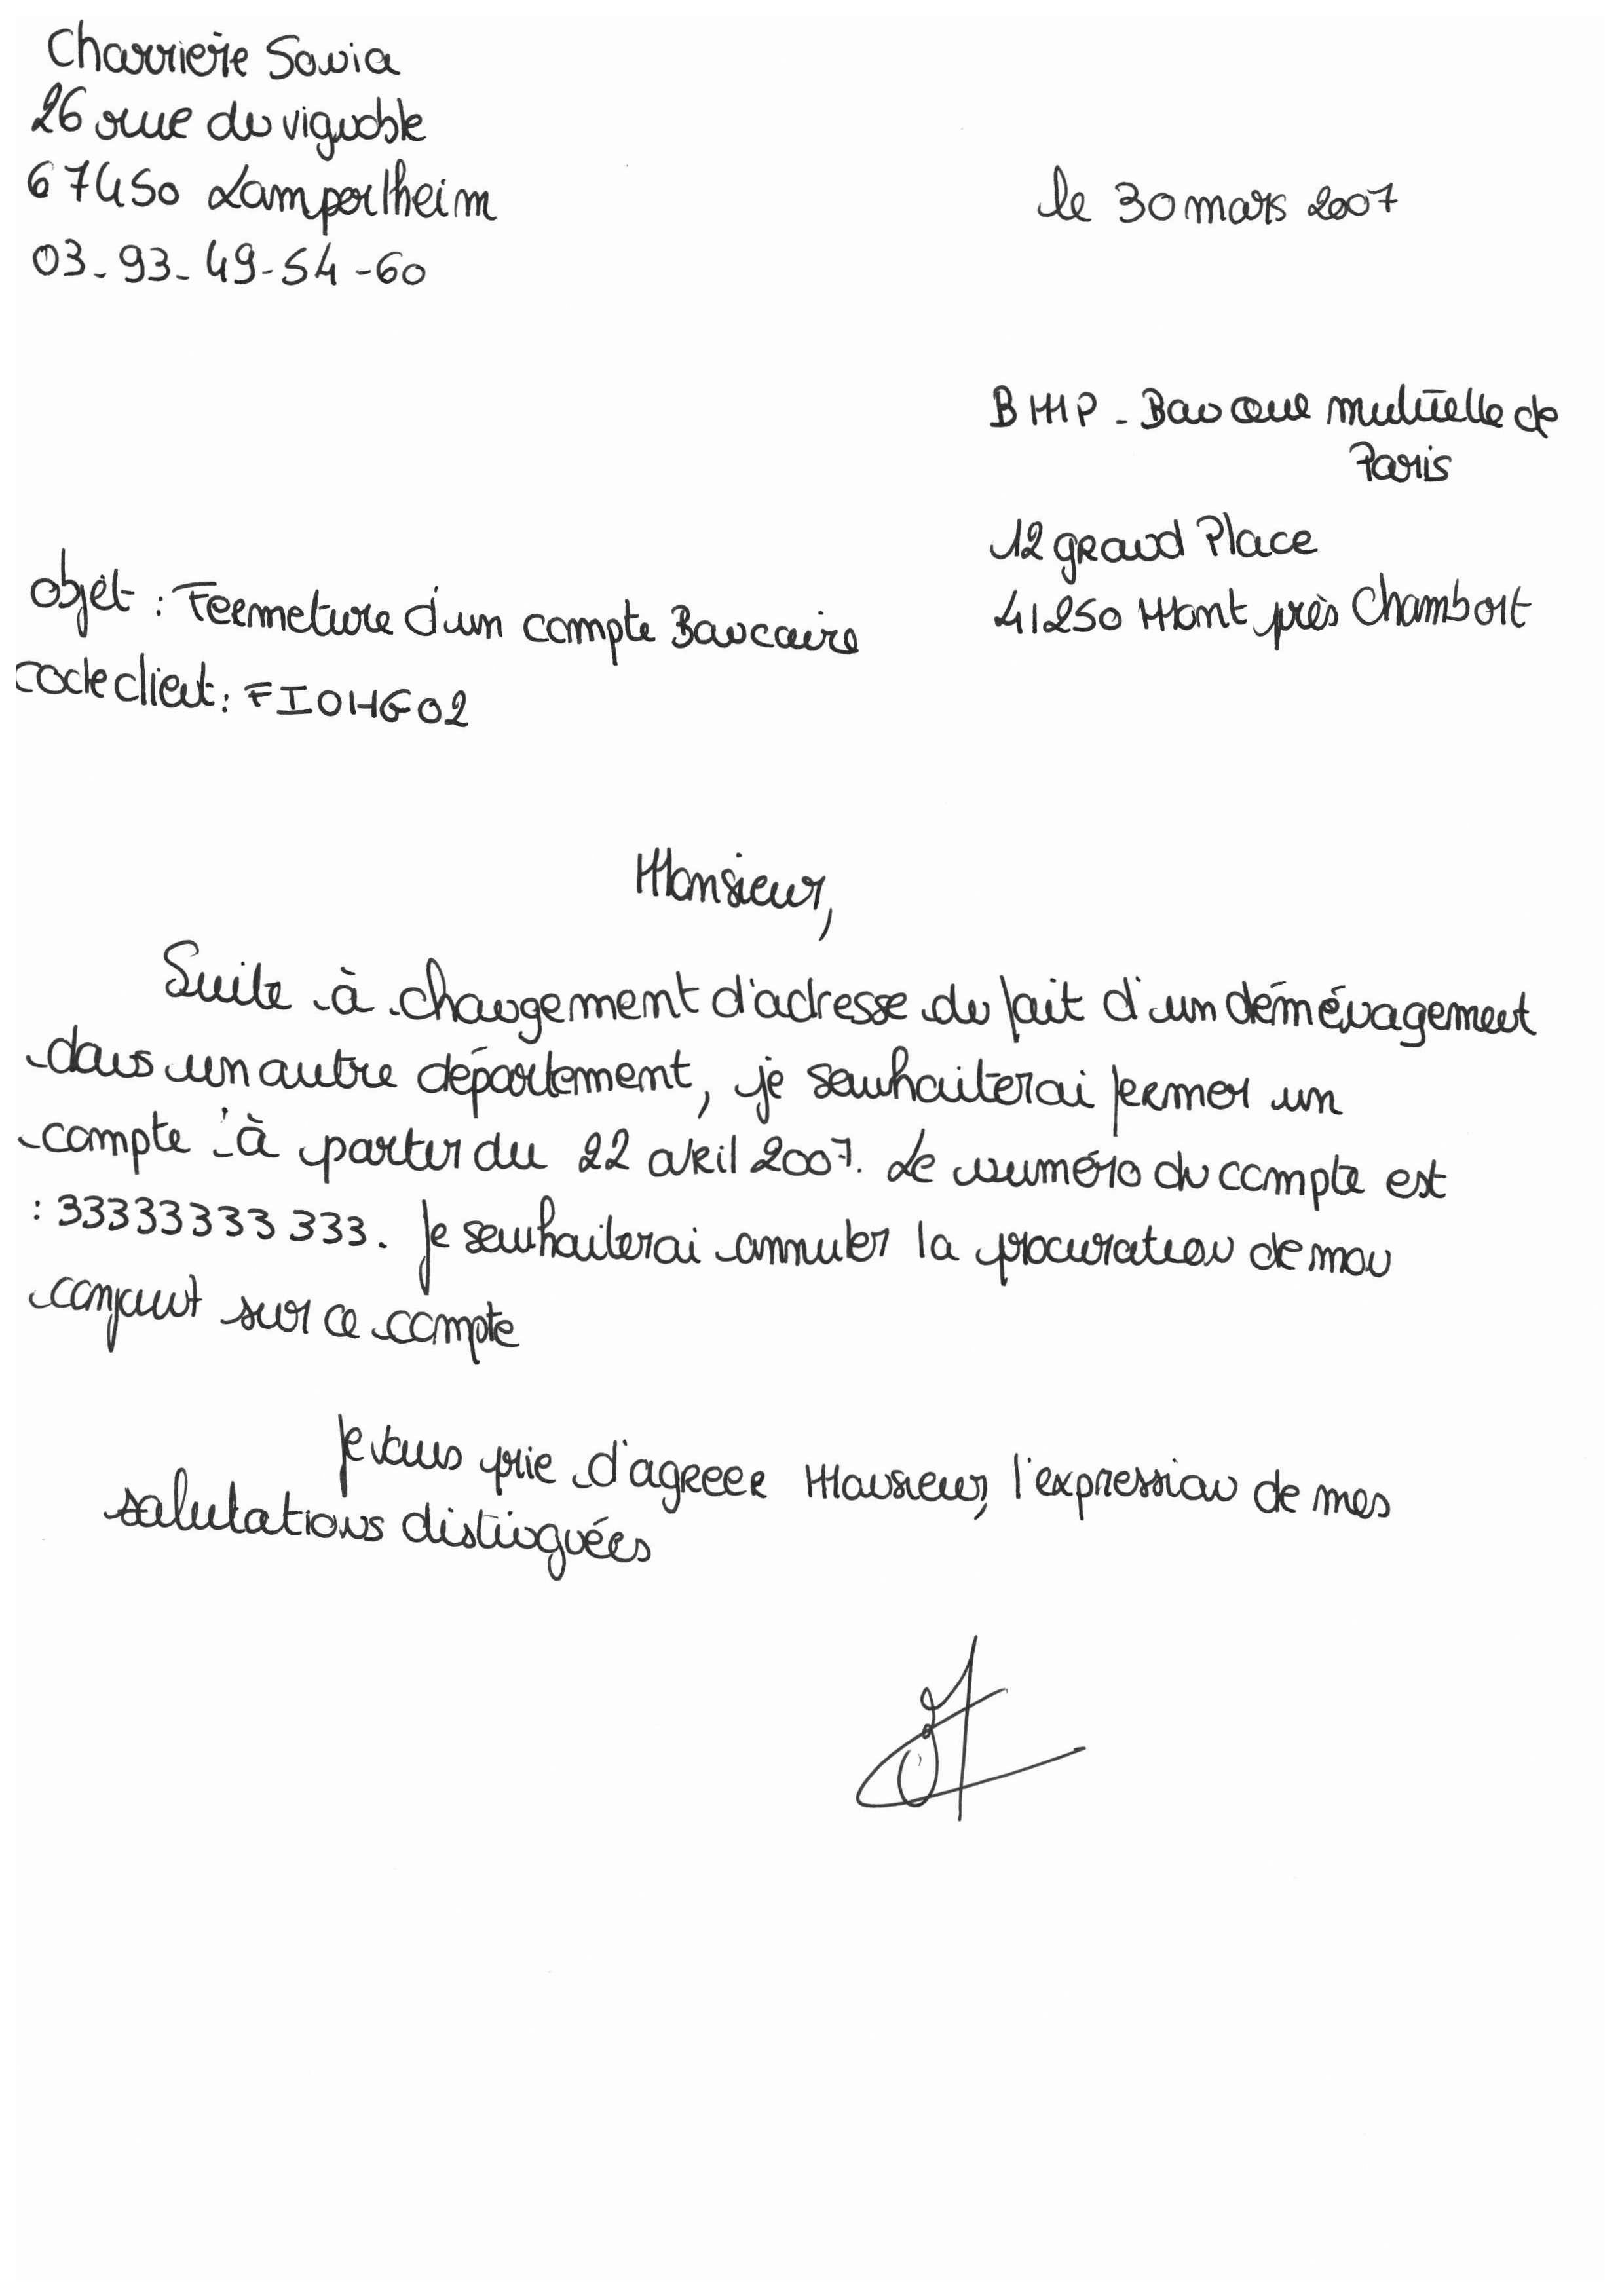 Charrière Sonia
26 rue du vignoble
67450 Lampertheim
03-93-49-54-60
le 30 mars 2007
BMP - Banque mutuelle de
Paris
12 grand Place
41250 Mont près Chambort
objet : Fermeture d'un compte Bancaire
code client : FIOHG02
Monsieur,
Suite à changement d'adresse du fait d'un déménagement
dans un autre département, je souhaiterai fermer un
compte à partir du 22 avril 2007. Le numéro du compte est
: 33333333 333. Je souhaiterai annuler la procuration de mon
conjoint sur ce compte
Je vous prie d'agreer Monsieur, l'expression de mes
salutations distinguées